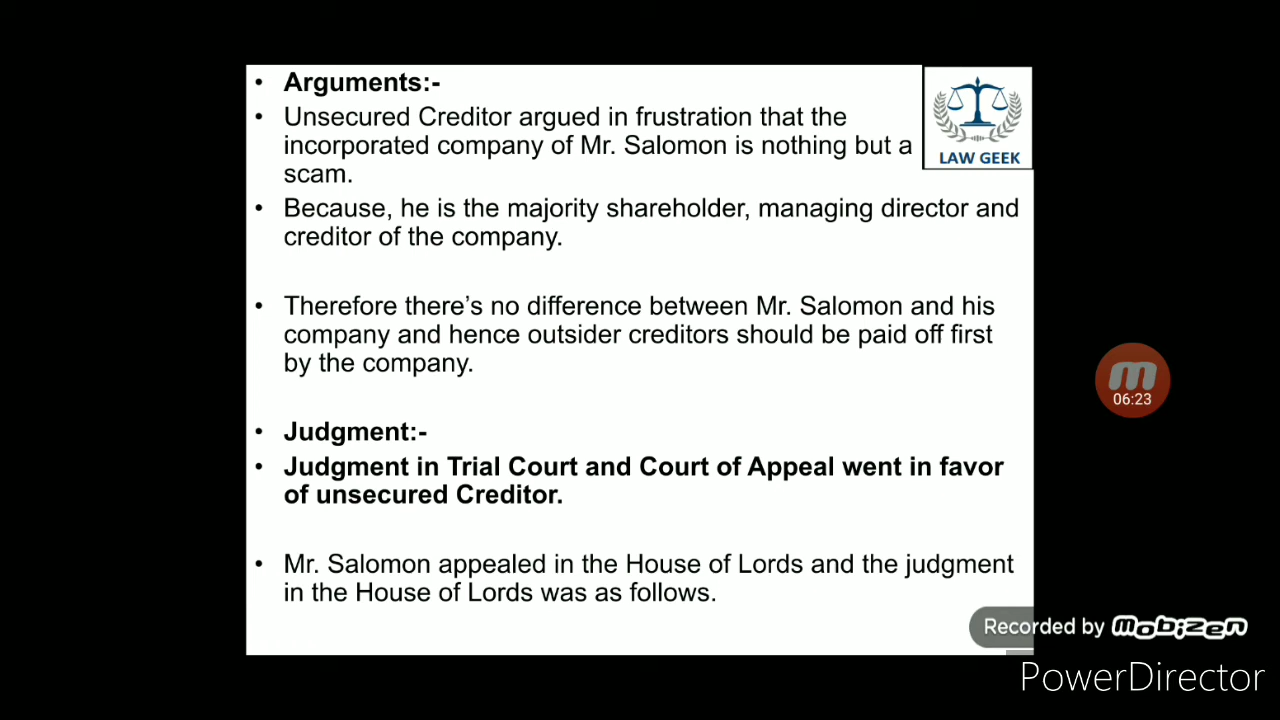 • Arguments:-
• Unsecured Creditor argued in frustration that the
incorporated company of Mr. Salomon is nothing but a
scam.
• Because, he is the majority shareholder, managing director and
creditor of the company.
• Therefore there’s no difference between Mr. Salomon and his
company and hence outsider creditors should be paid off first
by the company.
• Judgment:-
• Judgment in Trial Court and Court of Appeal went in favor
of unsecured Creditor.
• Mr. Salomon appealed in the House of Lords and the judgment
in the House of Lords was as follows.
LAW GEEK
06:23
Recorded by mobizen
PowerDirector